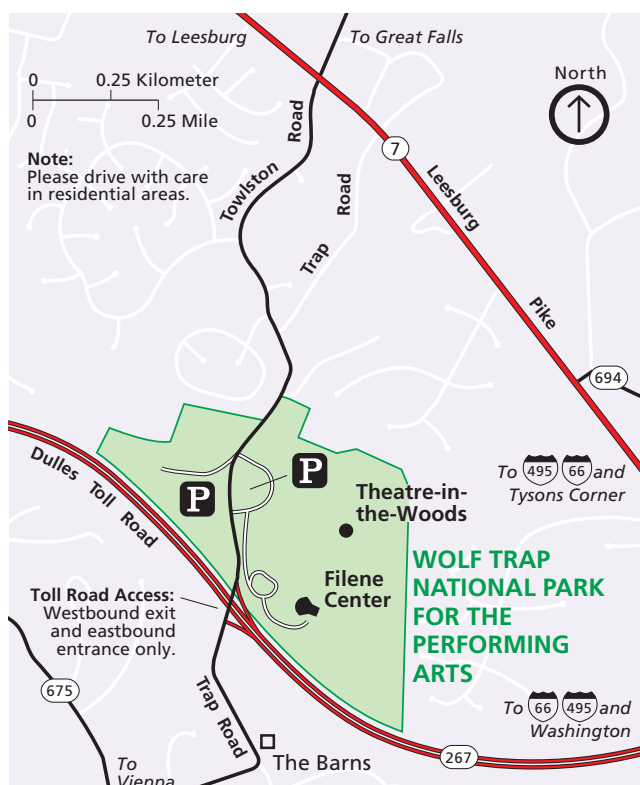 To Leesburg
To Great Falls
0 0.25 Kilometer
0 0.25 Mile
North
Note:
Please drive with care
in residential areas.
Towlston Road
Trap Road
7
Leesburg Pike
694
To 495 66 and
Tysons Corner
Dulles Toll Road
P
P
Theatre-in-
the-Woods
Filene
Center
WOLF TRAP
NATIONAL PARK
FOR THE
PERFORMING
ARTS
Toll Road Access:
Westbound exit
and eastbound
entrance only.
675
Trap Road
To 66 495 and
Washington
267
The Barns
To
Vienna